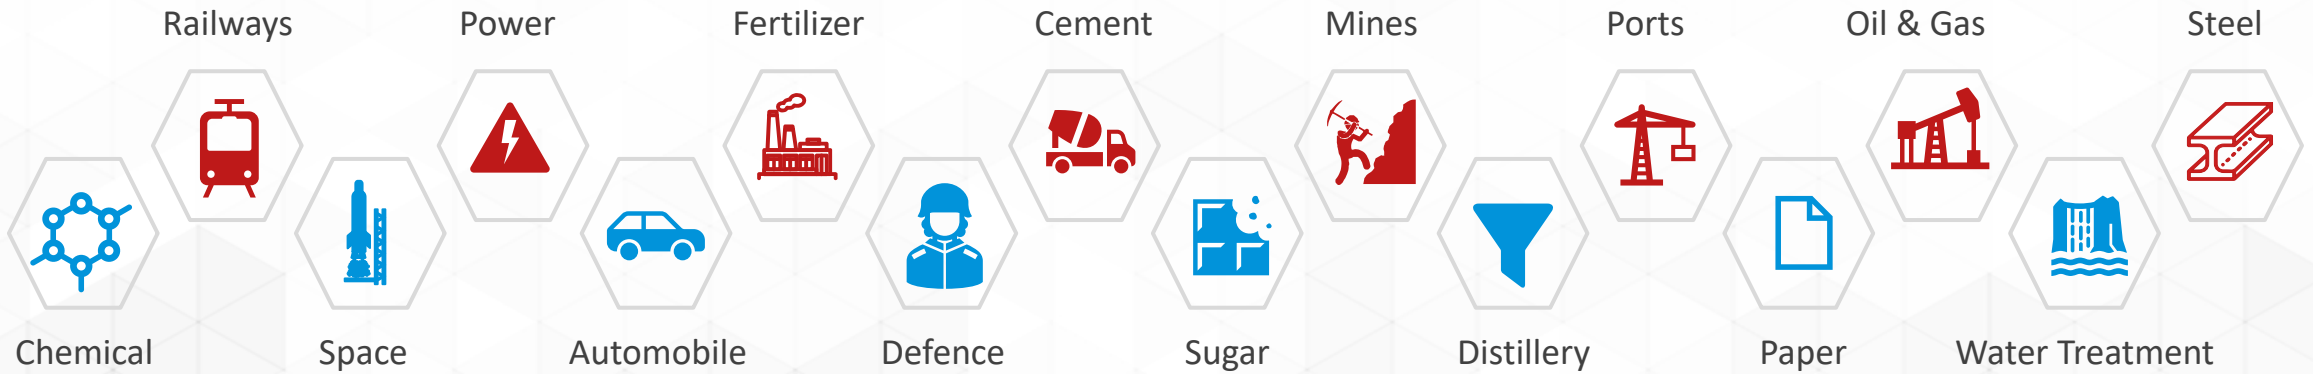 Railways
Power
Fertilizer
Cement
Mines
Ports
Oil & Gas
Steel
Chemical
Space
Automobile
Defence
Sugar
Distillery
Paper
Water Treatment